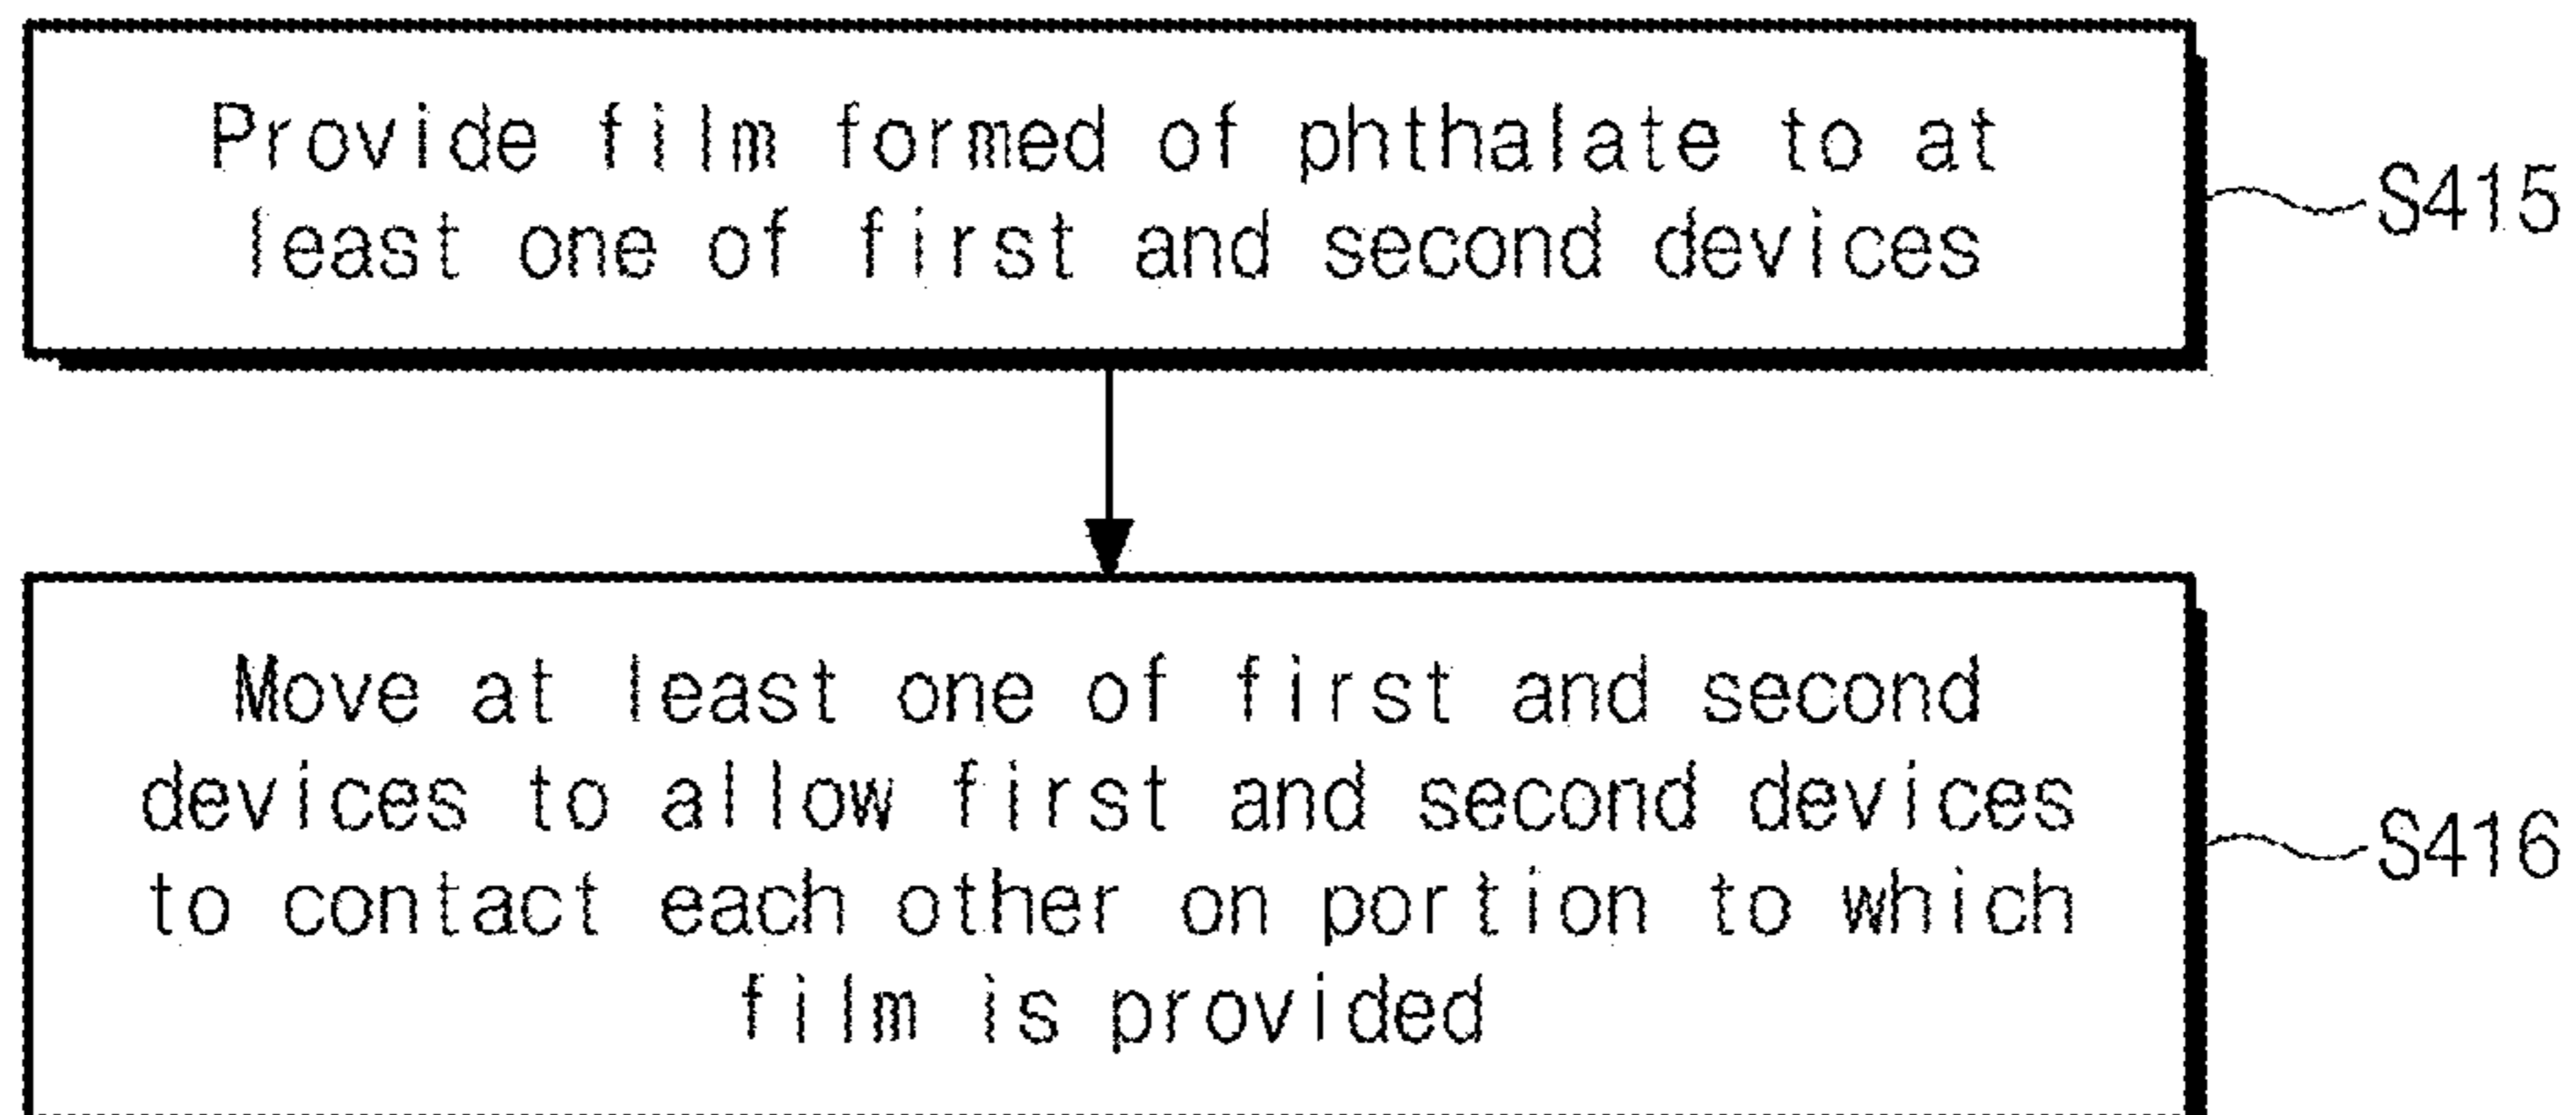 Provide film formed of phthalate to at
least one of first and second devices
S415
Move at least one of first and second
devices to allow first and second devices
to contact each other on portion to which
film is provided
S416